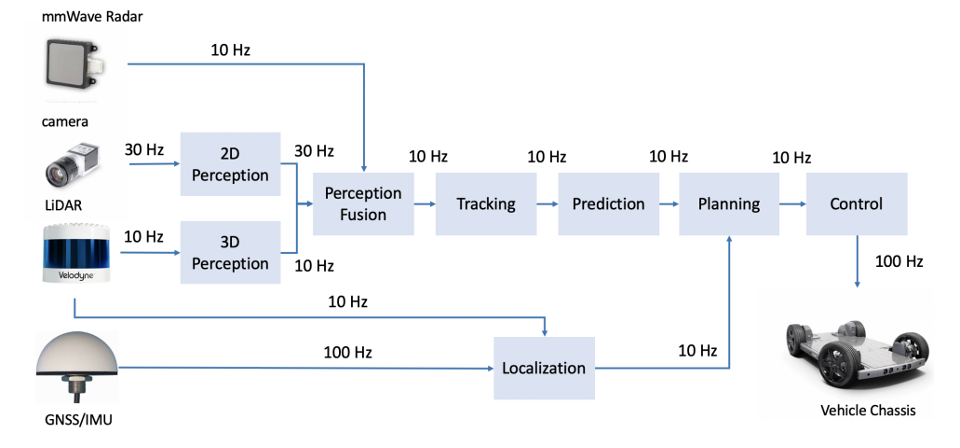 mmWave Radar
10 Hz
camera
30 Hz
2D
Perception
30 Hz
LiDAR
Velodyne
10 Hz
3D
Perception
10 Hz
Perception
Fusion
10 Hz
Tracking
10 Hz
Prediction
10 Hz
Planning
10 Hz
Control
100 Hz
10 Hz
GNSS/IMU
100 Hz
Localization
10 Hz
Vehicle Chassis